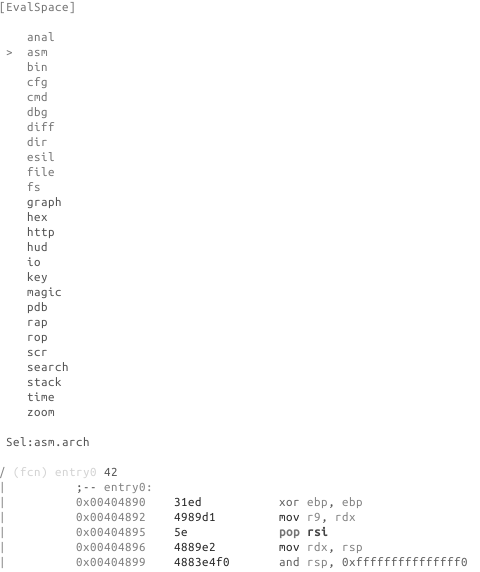 [EvalSpace]
anal
> asm
bin
cfg
cmd
dbg
diff
dir
esil
file
fs
graph
hex
http
hud
io
key
magic
pdb
rap
rop
scr
search
stack
time
zoom
Sel:asm.arch
/ (fcn) entry0 42
| ;-- entry0:
| 0x00404890 31ed xor ebp, ebp
| 0x00404892 4989d1 mov r9, rdx
| 0x00404895 5e pop rsi
| 0x00404896 4889e2 mov rdx, rsp
| 0x00404899 4883e4f0 and rsp, 0xfffffffffffffff0